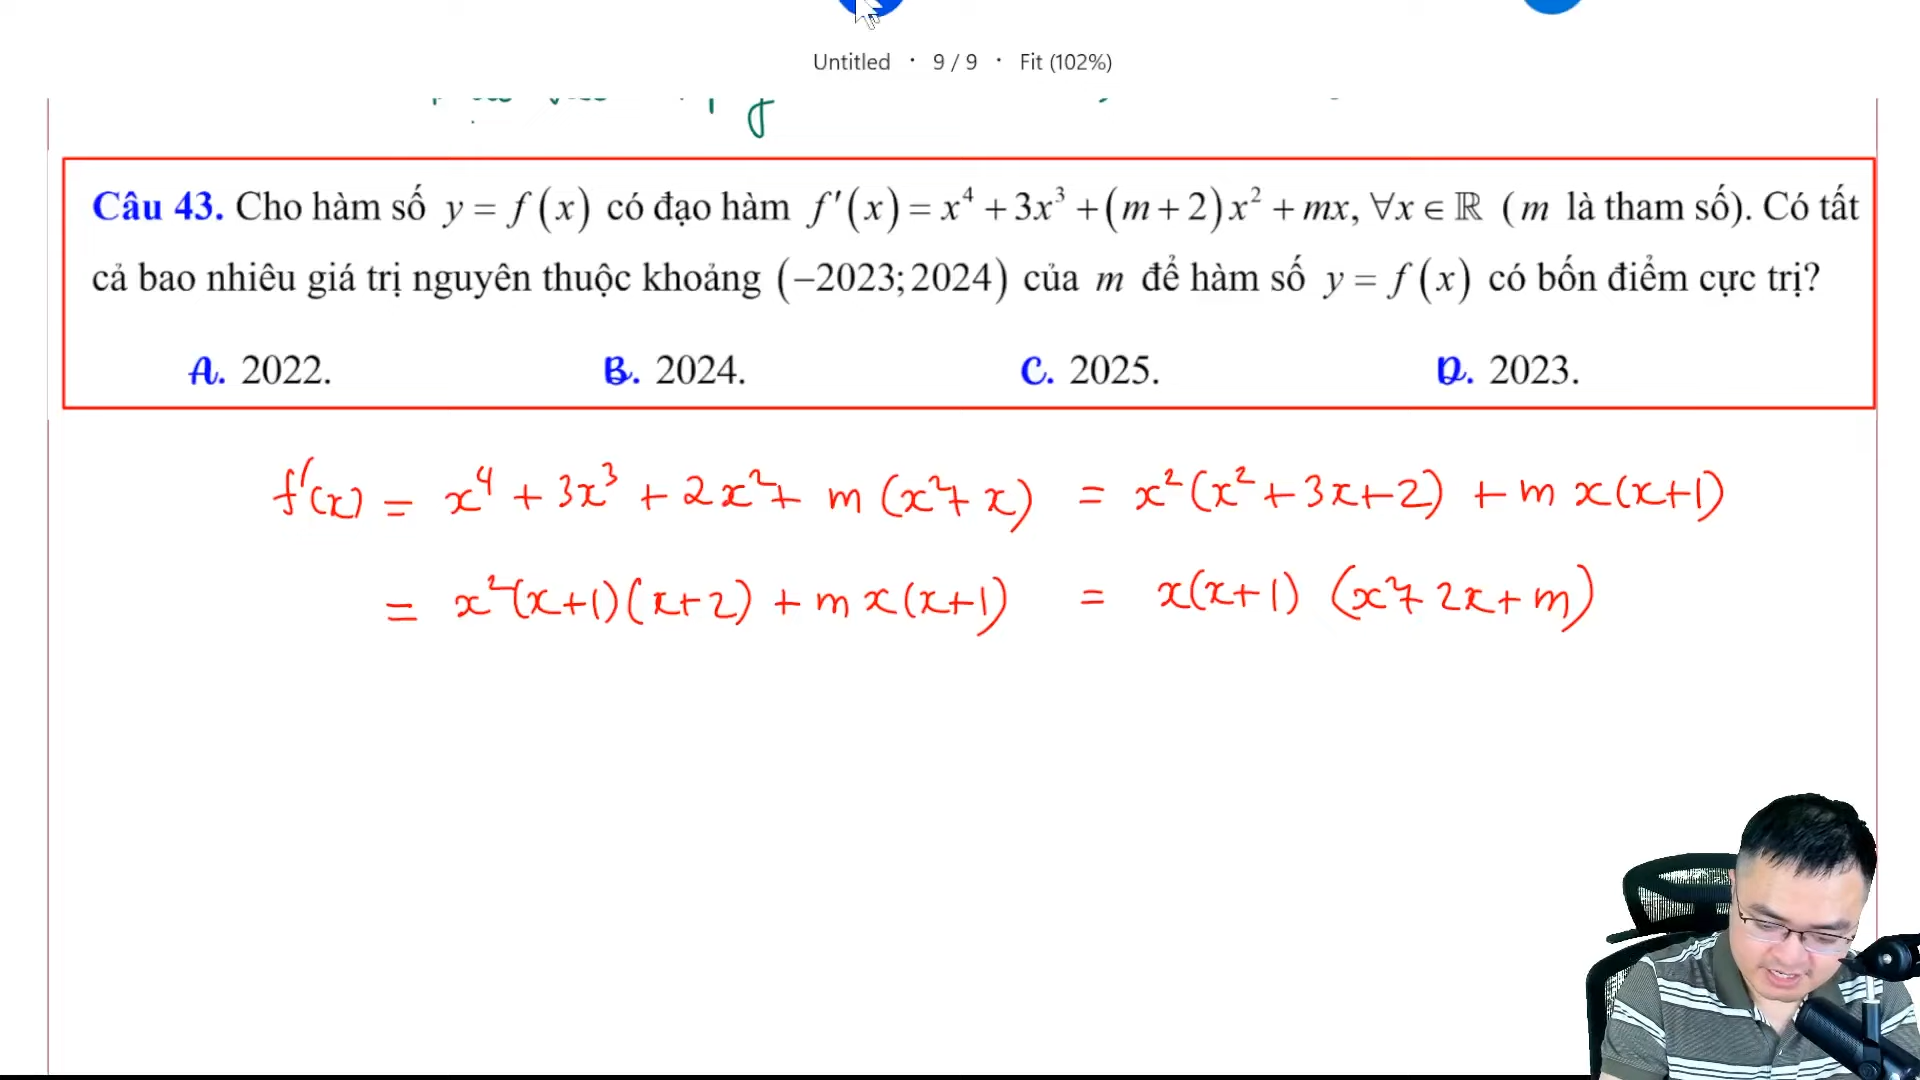 Untitled · 9 / 9 · Fit (102%)
Câu 43. Cho hàm số y = f(x) có đạo hàm f′(x) = x⁴ + 3x³ + (m + 2)x² + mx, ∀x ∈ ℝ (m là tham số). Có tất
cả bao nhiêu giá trị nguyên thuộc khoảng (−2023; 2024) của m để hàm số y = f(x) có bốn điểm cực trị?
A. 2022. B. 2024. C. 2025. D. 2023.
f'(x) = x⁴ + 3x³ + 2x² + m(x² + x) = x²(x² + 3x + 2) + m x(x+1)
= x²(x+1)(x+2) + m x(x+1) = x(x+1) (x² + 2x + m)